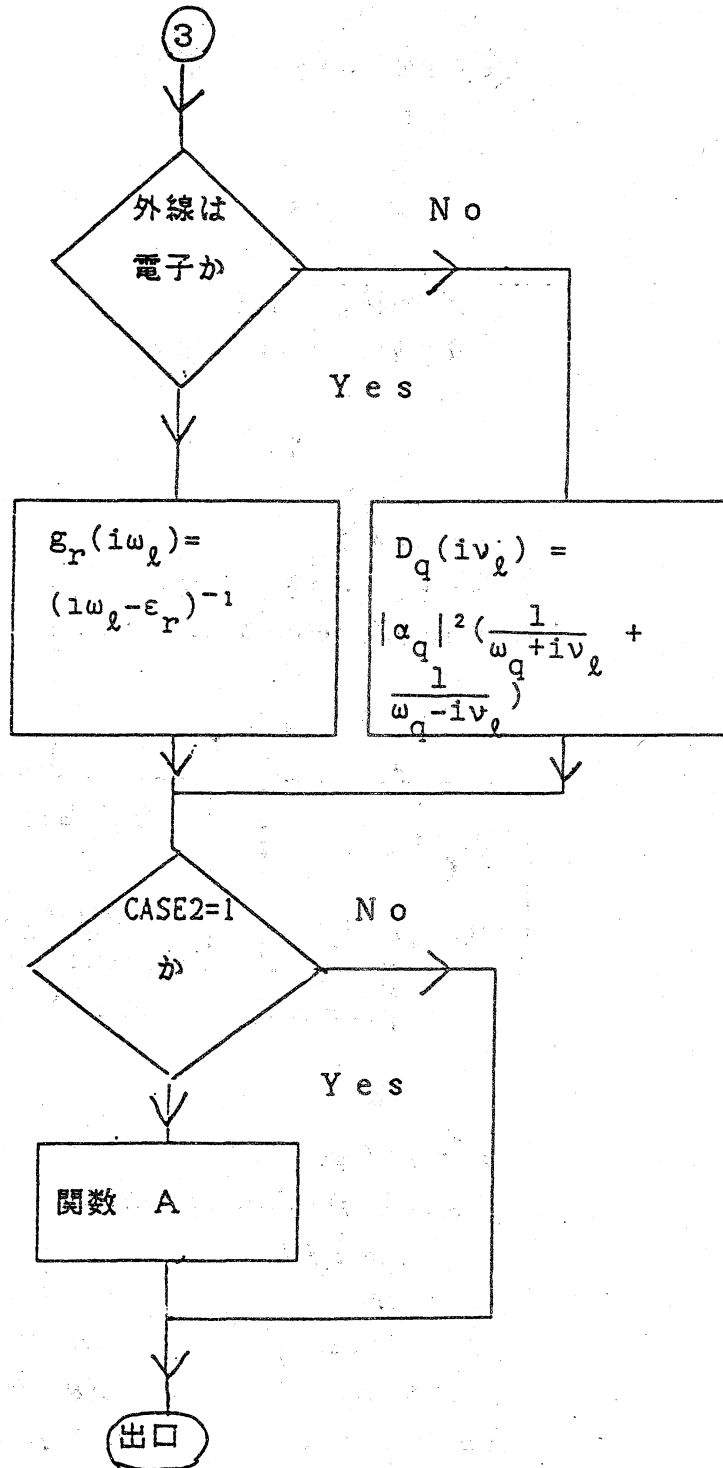 3
外線は
電子か
No
Yes
g_r(iω_ℓ)=
(iω_ℓ-ε_r)^{-1}
D_q(iν_ℓ) =
|α_q|²(1/(ω_q+iν_ℓ) +
1/(ω_q-iν_ℓ))
CASE2=1
か
No
Yes
関数 A
出口